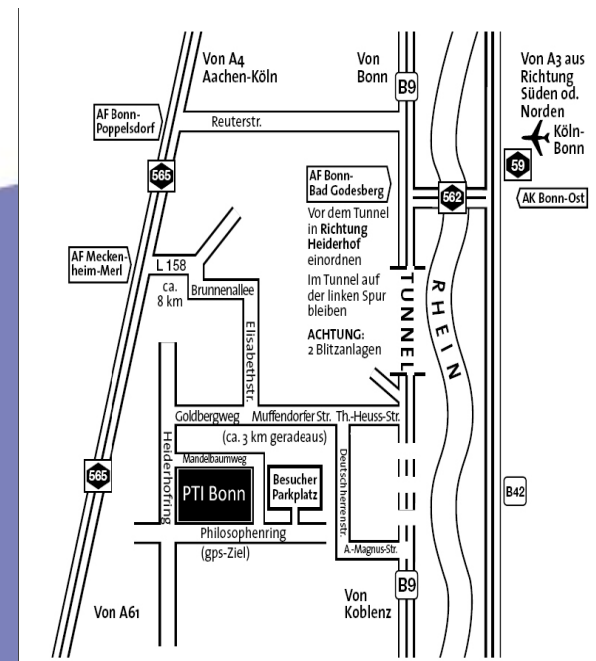 Von A4
Aachen-Köln
Von
Bonn
B9
Von A3 aus
Richtung
Süden od.
Norden
Köln-
Bonn
59
AK Bonn-Ost
AF Bonn-
Poppelsdorf
Reuterstr.
565
AF Bonn-
Bad Godesberg
562
Vor dem Tunnel
in Richtung
Heiderhof
einordnen
Im Tunnel auf
der linken Spur
bleiben
ACHTUNG:
2 Blitzanlagen
TUNNEL
RHEIN
AF Mecken-
heim-Merl
L 158
ca.
8 km
Brunnenallee
Elisabethstr.
Goldbergweg
Muffendorfer Str.
Th.-Heuss-Str.
(ca. 3 km geradeaus)
Heiderhofring
Mandelbaumweg
PTI Bonn
Besucher
Parkplatz
Deutschherrenstr.
565
B42
Philosophenring
(gps-Ziel)
A.-Magnus-Str.
B9
Von A61
Von
Koblenz